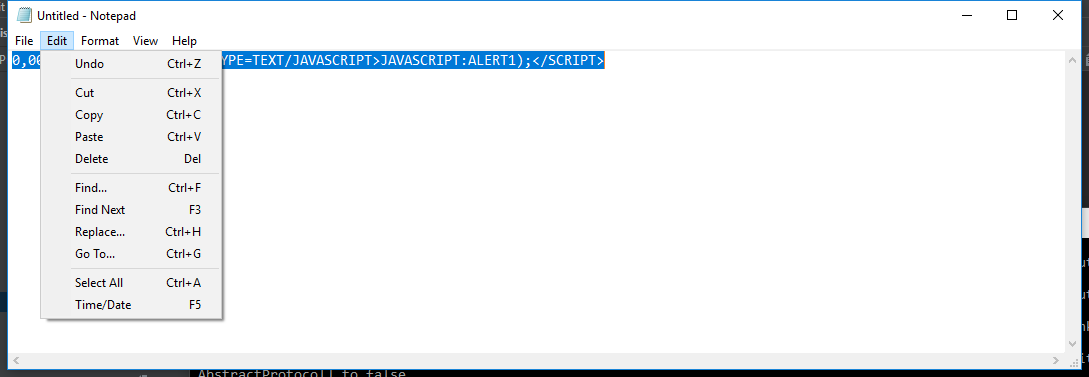 Untitled - Notepad
File Edit Format View Help
0,00 YPE=TEXT/JAVASCRIPT>JAVASCRIPT:ALERT1);</SCRIPT>
Undo Ctrl+Z
Cut Ctrl+X
Copy Ctrl+C
Paste Ctrl+V
Delete Del
Find... Ctrl+F
Find Next F3
Replace... Ctrl+H
Go To... Ctrl+G
Select All Ctrl+A
Time/Date F5
AbstractProtocol] to false